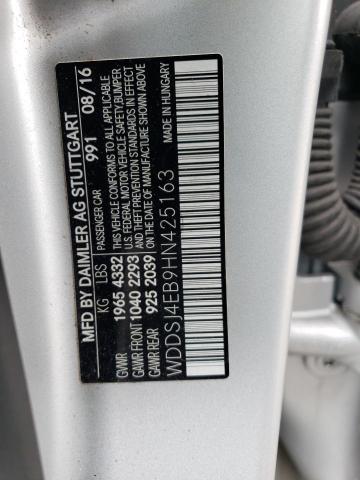 MFD BY DAIMLER AG STUTTGART
PASSENGER CAR 991 08/16
KG LBS
GVWR 1965 4332
GAWR FRONT 1040 2293
GAWR REAR 925 2039
THIS VEHICLE CONFORMS TO ALL APPLICABLE
U.S. FEDERAL MOTOR VEHICLE SAFETY, BUMPER,
AND THEFT PREVENTION STANDARDS IN EFFECT
ON THE DATE OF MANUFACTURE SHOWN ABOVE
MADE IN HUNGARY
WDDSJ4EB9HN425163